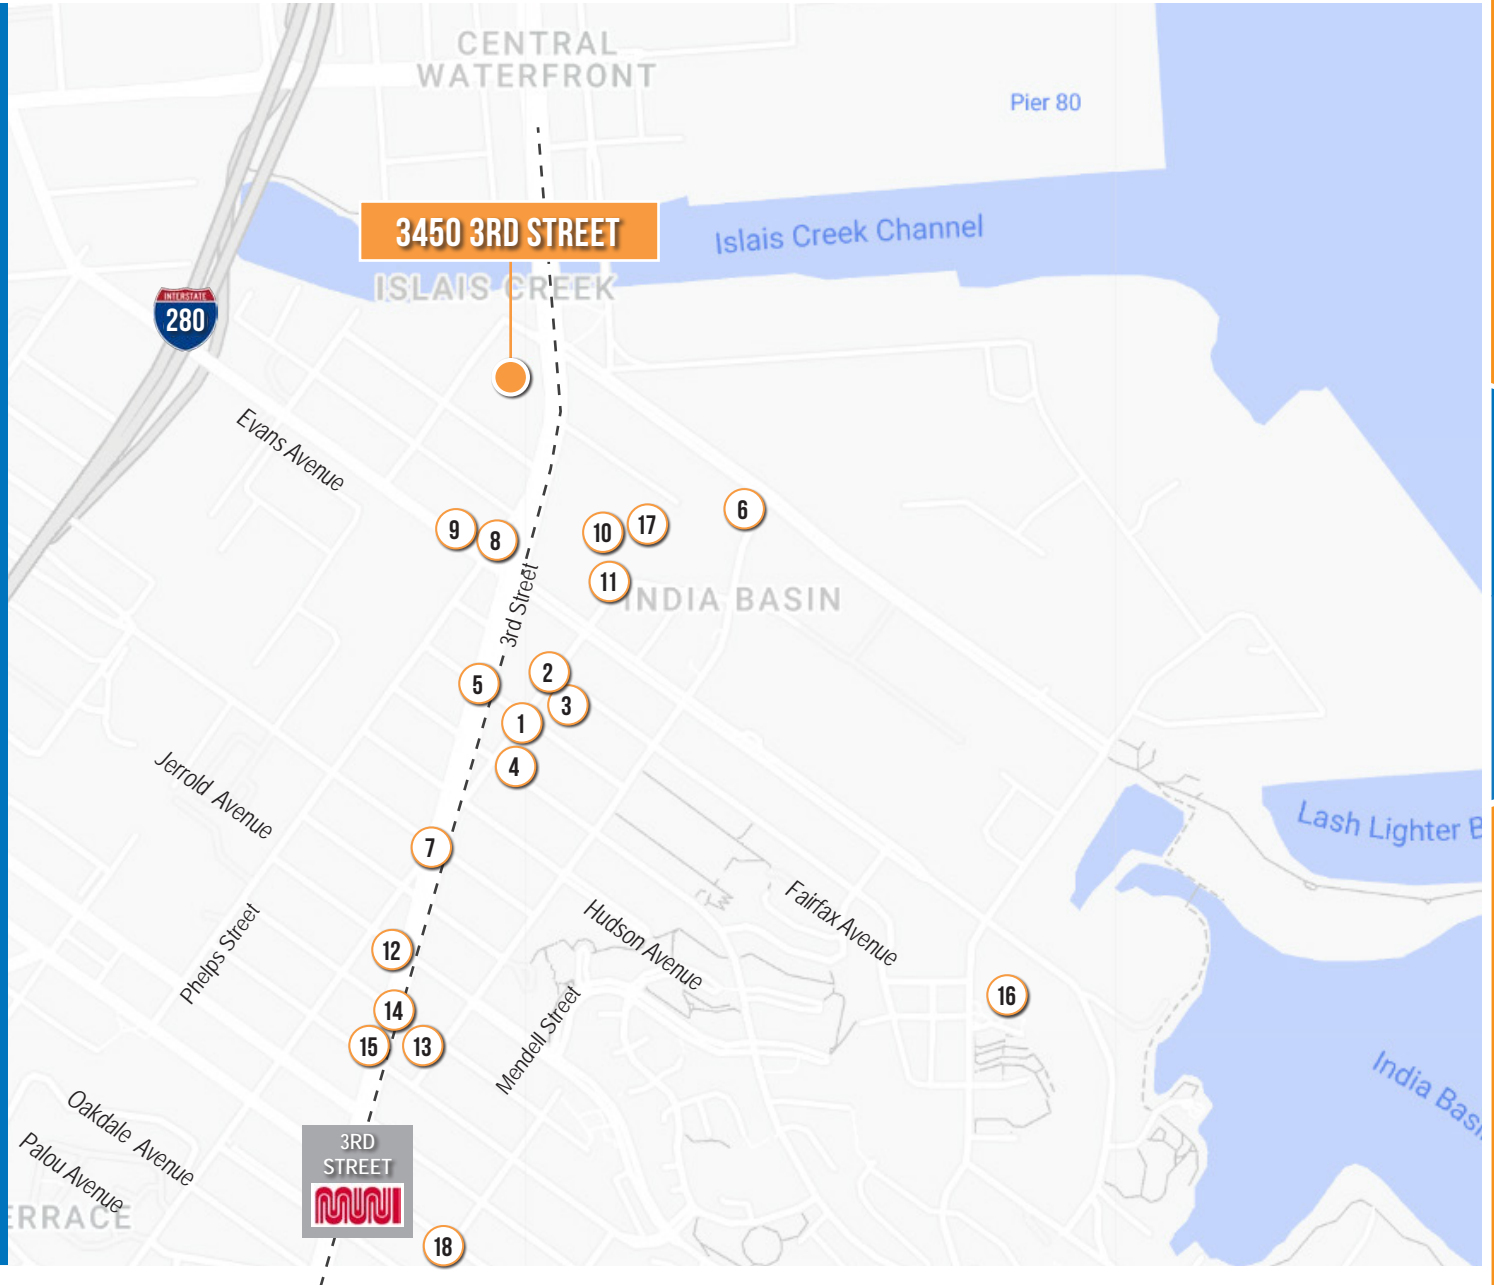 CENTRAL
WATERFRONT
Pier 80
3450 3RD STREET
Islais Creek Channel
ISLAIS CREEK
INTERSTATE
280
Evans Avenue
9
8
10
17
6
11
3rd Street
INDIA BASIN
5
2
3
1
4
Jerrold Avenue
7
Lash Lighter B
Phelps Street
12
Hudson Avenue
Fairfax Avenue
14
15
13
Mendell Street
16
India Basi
Oakdale Avenue
Palou Avenue
ERRACE
3RD
STREET
MUNI
18